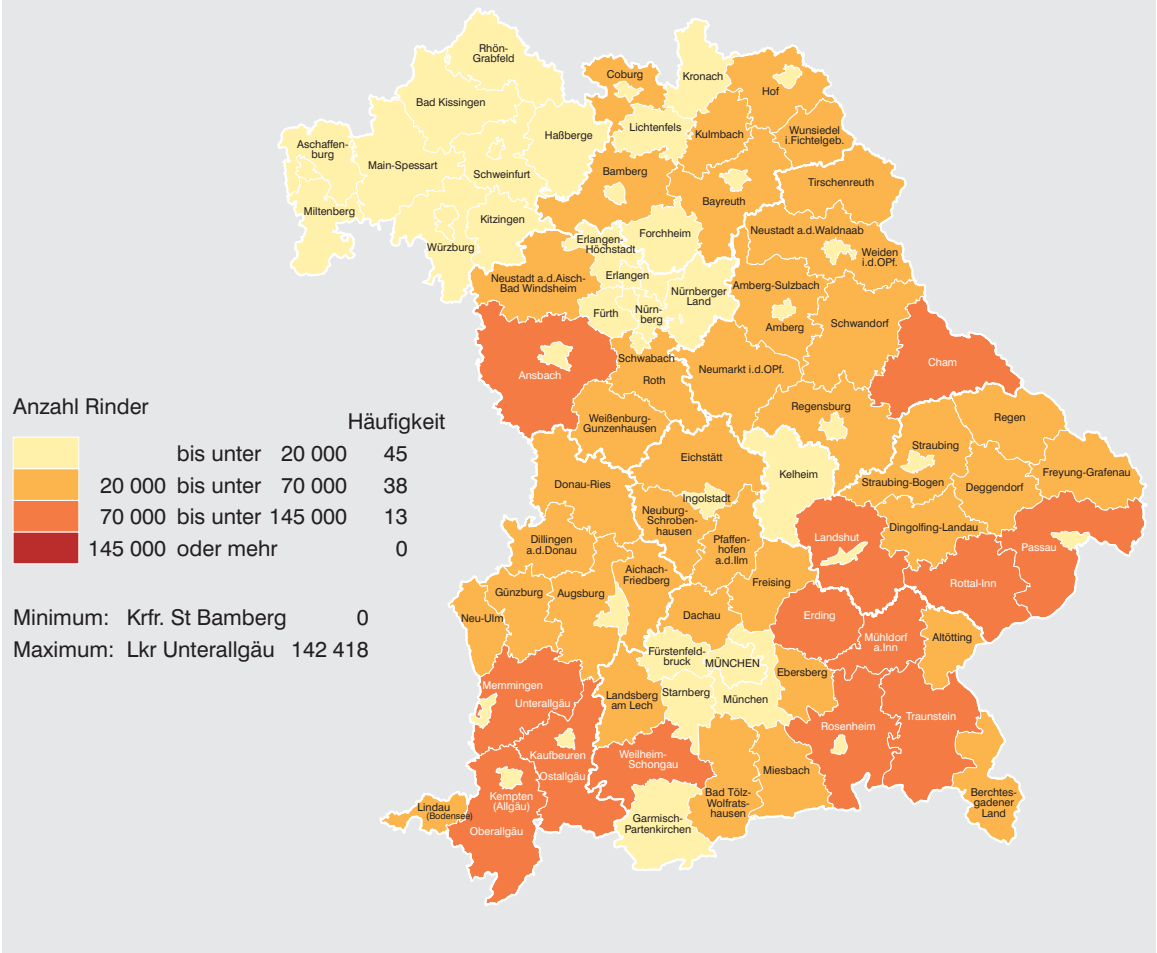 Rhön-
Grabfeld
Coburg
Kronach
Hof
Bad Kissingen
Lichtenfels
Haßberge
Kulmbach
Wunsiedel
i.Fichtelgeb.
Aschaffen-
burg
Main-Spessart
Schweinfurt
Bamberg
Tirschenreuth
Bayreuth
Miltenberg
Kitzingen
Würzburg
Forchheim
Erlangen-
Höchstadt
Neustadt a.d.Waldnaab
Weiden
i.d.OPf.
Neustadt a.d.Aisch-
Bad Windsheim
Erlangen
Nürnberger
Land
Amberg-Sulzbach
Fürth
Nürn-
berg
Amberg
Schwandorf
Schwabach
Ansbach
Roth
Neumarkt i.d.OPf.
Cham
Weißenburg-
Gunzenhausen
Regensburg
Regen
Straubing
Eichstätt
Kelheim
Freyung-Grafenau
Donau-Ries
Straubing-Bogen
Deggendorf
Ingolstadt
Neuburg-
Schroben-
hausen
Dingolfing-Landau
Dillingen
a.d.Donau
Pfaffen-
hofen
a.d.Ilm
Landshut
Passau
Aichach-
Friedberg
Freising
Rottal-Inn
Günzburg
Augsburg
Neu-Ulm
Dachau
Erding
Mühldorf
a.Inn
Altötting
Fürstenfeld-
bruck
MÜNCHEN
Ebersberg
Memmingen
Unterallgäu
Landsberg
am Lech
Starnberg
München
Rosenheim
Traunstein
Kaufbeuren
Weilheim-
Schongau
Ostallgäu
Miesbach
Kempten
(Allgäu)
Bad Tölz-
Wolfrats-
hausen
Berchtes-
gadener
Land
Lindau
(Bodensee)
Garmisch-
Partenkirchen
Oberallgäu
Anzahl Rinder
Häufigkeit
bis unter 20 000 45
20 000 bis unter 70 000 38
70 000 bis unter 145 000 13
145 000 oder mehr 0
Minimum: Krfr. St Bamberg 0
Maximum: Lkr Unterallgäu 142 418